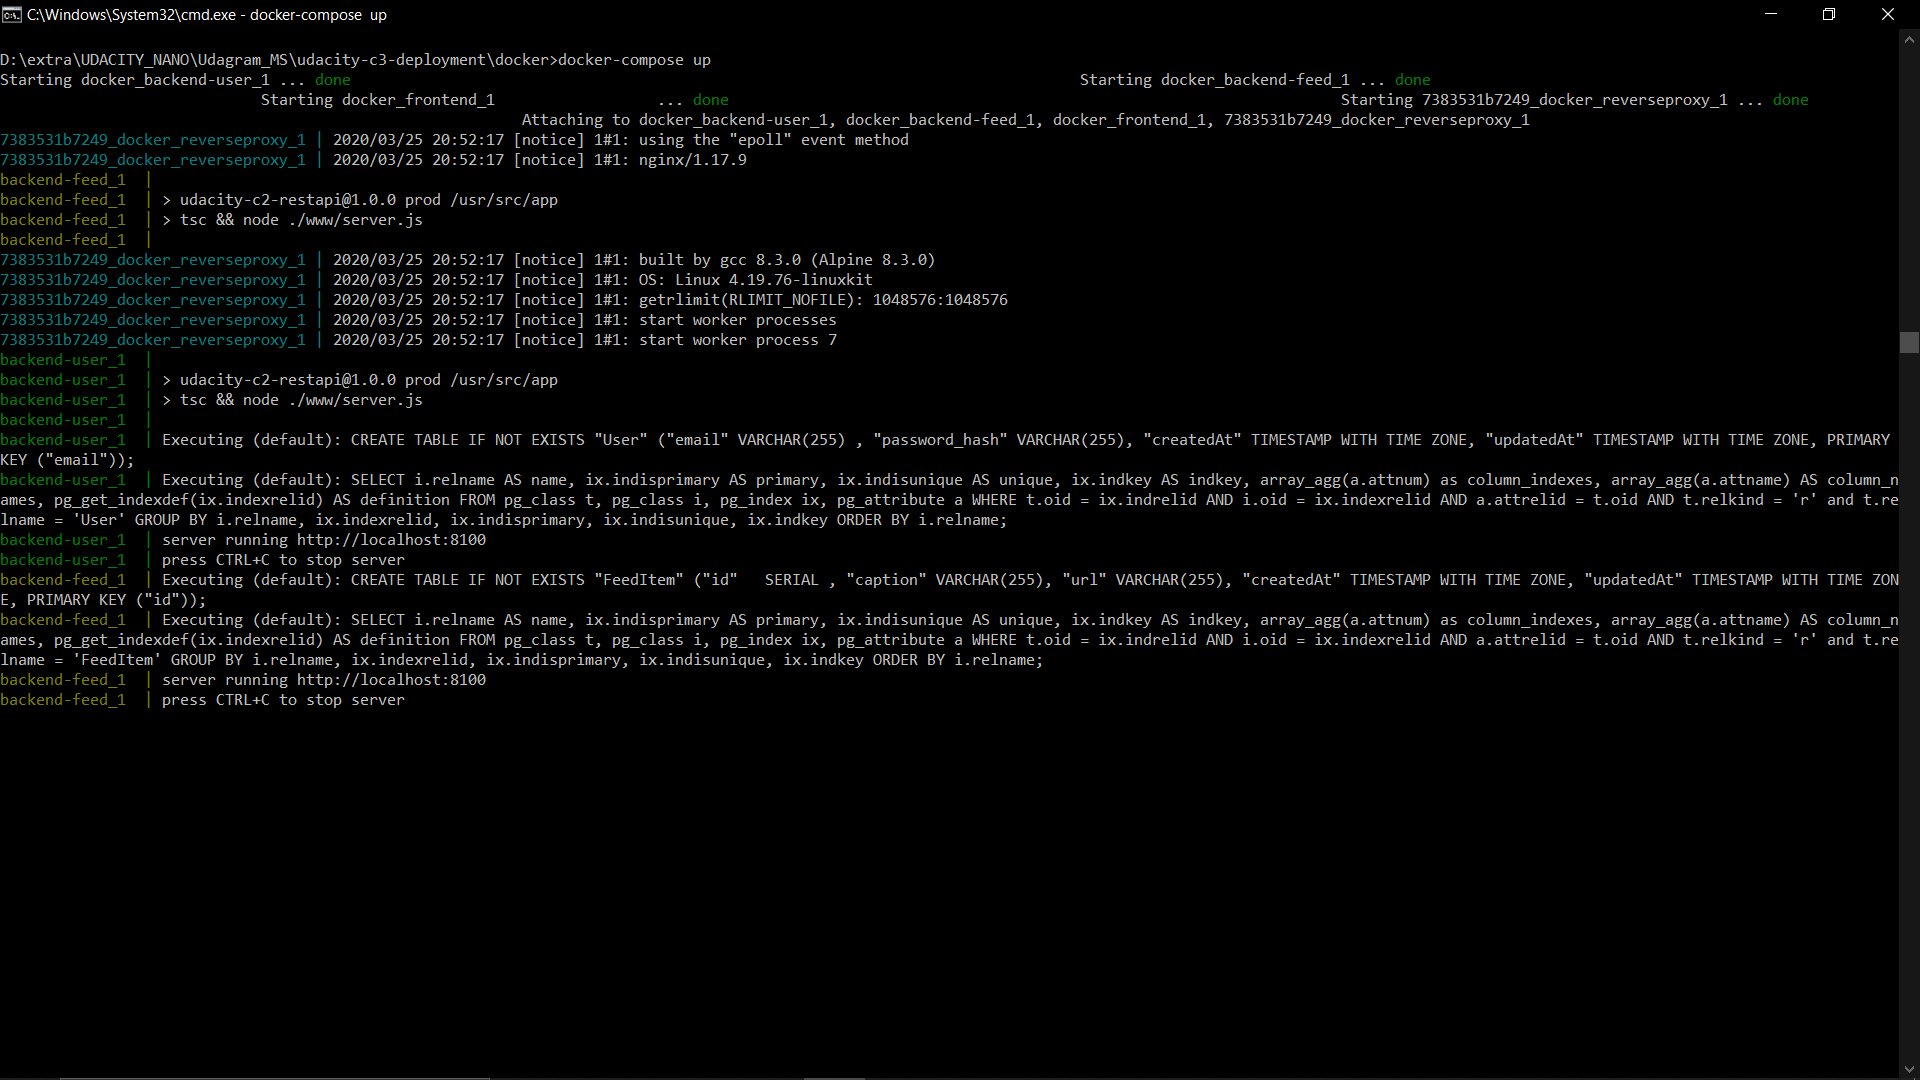 C:\Windows\System32\cmd.exe - docker-compose  up
D:\extra\UDACITY_NANO\Udagram_MS\udacity-c3-deployment\docker>docker-compose up
Starting docker_backend-user_1 ... done                                                                                 Starting docker_backend-feed_1 ... done
Starting docker_frontend_1                  ... done                                                                    Starting 7383531b7249_docker_reverseproxy_1 ... done
Attaching to docker_backend-user_1, docker_backend-feed_1, docker_frontend_1, 7383531b7249_docker_reverseproxy_1
7383531b7249_docker_reverseproxy_1 | 2020/03/25 20:52:17 [notice] 1#1: using the "epoll" event method
7383531b7249_docker_reverseproxy_1 | 2020/03/25 20:52:17 [notice] 1#1: nginx/1.17.9
backend-feed_1  |
backend-feed_1  | > udacity-c2-restapi@1.0.0 prod /usr/src/app
backend-feed_1  | > tsc && node ./www/server.js
backend-feed_1  |
7383531b7249_docker_reverseproxy_1 | 2020/03/25 20:52:17 [notice] 1#1: built by gcc 8.3.0 (Alpine 8.3.0)
7383531b7249_docker_reverseproxy_1 | 2020/03/25 20:52:17 [notice] 1#1: OS: Linux 4.19.76-linuxkit
7383531b7249_docker_reverseproxy_1 | 2020/03/25 20:52:17 [notice] 1#1: getrlimit(RLIMIT_NOFILE): 1048576:1048576
7383531b7249_docker_reverseproxy_1 | 2020/03/25 20:52:17 [notice] 1#1: start worker processes
7383531b7249_docker_reverseproxy_1 | 2020/03/25 20:52:17 [notice] 1#1: start worker process 7
backend-user_1  |
backend-user_1  | > udacity-c2-restapi@1.0.0 prod /usr/src/app
backend-user_1  | > tsc && node ./www/server.js
backend-user_1  |
backend-user_1  | Executing (default): CREATE TABLE IF NOT EXISTS "User" ("email" VARCHAR(255) , "password_hash" VARCHAR(255), "createdAt" TIMESTAMP WITH TIME ZONE, "updatedAt" TIMESTAMP WITH TIME ZONE, PRIMARY
KEY ("email"));
backend-user_1  | Executing (default): SELECT i.relname AS name, ix.indisprimary AS primary, ix.indisunique AS unique, ix.indkey AS indkey, array_agg(a.attnum) as column_indexes, array_agg(a.attname) AS column_n
ames, pg_get_indexdef(ix.indexrelid) AS definition FROM pg_class t, pg_class i, pg_index ix, pg_attribute a WHERE t.oid = ix.indrelid AND i.oid = ix.indexrelid AND a.attrelid = t.oid AND t.relkind = 'r' and t.re
lname = 'User' GROUP BY i.relname, ix.indexrelid, ix.indisprimary, ix.indisunique, ix.indkey ORDER BY i.relname;
backend-user_1  | server running http://localhost:8100
backend-user_1  | press CTRL+C to stop server
backend-feed_1  | Executing (default): CREATE TABLE IF NOT EXISTS "FeedItem" ("id"   SERIAL , "caption" VARCHAR(255), "url" VARCHAR(255), "createdAt" TIMESTAMP WITH TIME ZONE, "updatedAt" TIMESTAMP WITH TIME ZON
E, PRIMARY KEY ("id"));
backend-feed_1  | Executing (default): SELECT i.relname AS name, ix.indisprimary AS primary, ix.indisunique AS unique, ix.indkey AS indkey, array_agg(a.attnum) as column_indexes, array_agg(a.attname) AS column_n
ames, pg_get_indexdef(ix.indexrelid) AS definition FROM pg_class t, pg_class i, pg_index ix, pg_attribute a WHERE t.oid = ix.indrelid AND i.oid = ix.indexrelid AND a.attrelid = t.oid AND t.relkind = 'r' and t.re
lname = 'FeedItem' GROUP BY i.relname, ix.indexrelid, ix.indisprimary, ix.indisunique, ix.indkey ORDER BY i.relname;
backend-feed_1  | server running http://localhost:8100
backend-feed_1  | press CTRL+C to stop server